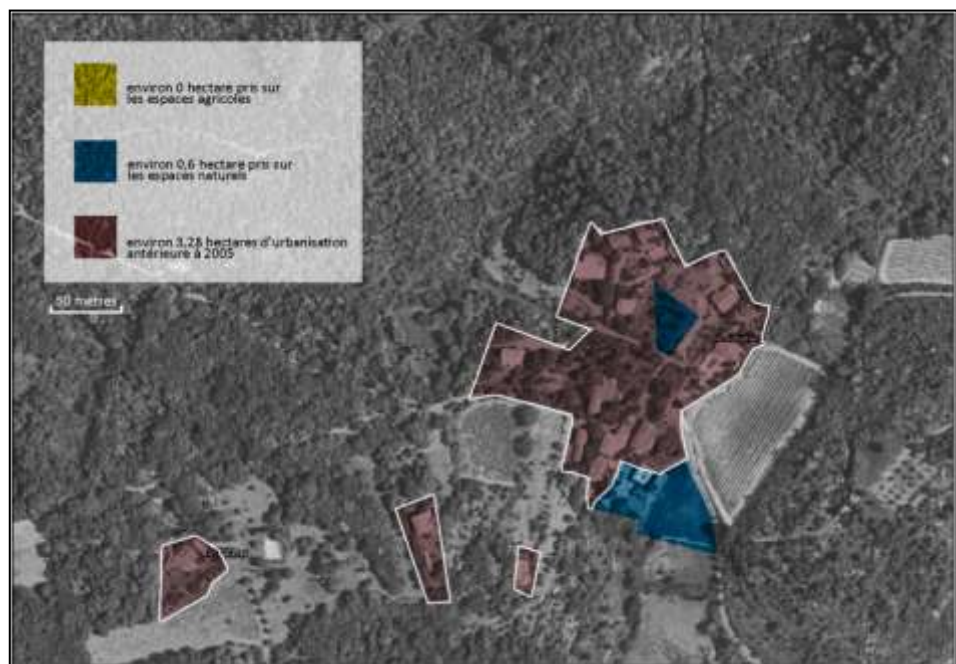 environ 0 hectare pris sur
les espaces agricoles
environ 0,6 hectare pris sur
les espaces naturels
environ 3,28 hectares d'urbanisation
antérieure à 2005
50 mètres